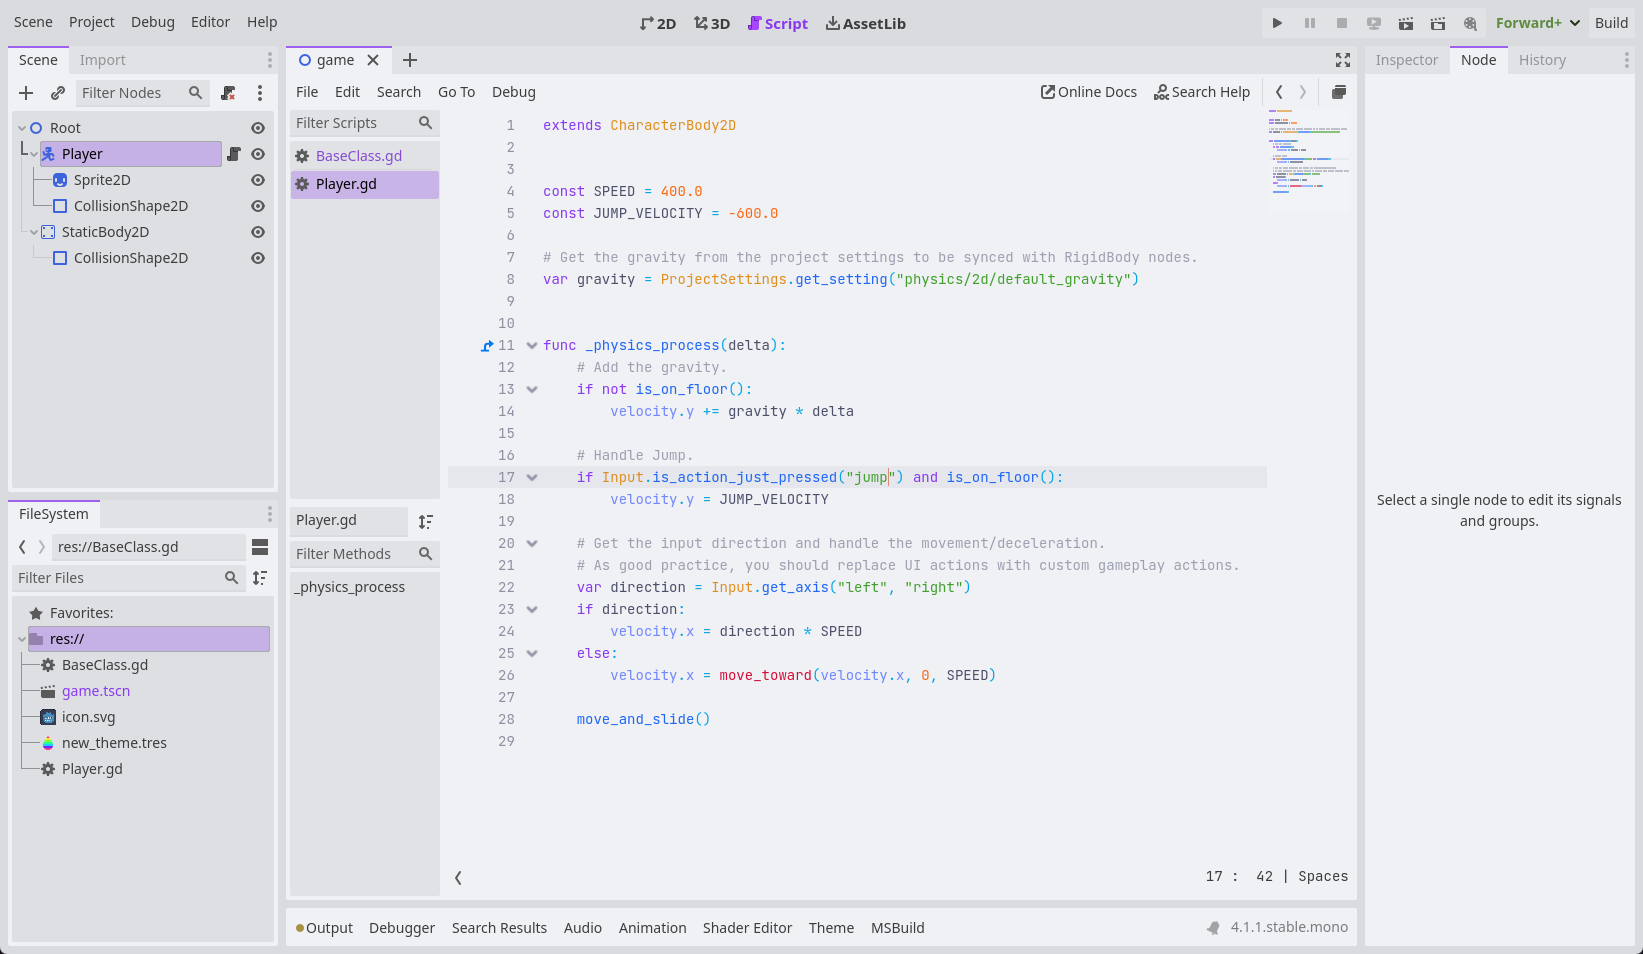 Scene Project Debug Editor Help
2D 3D Script AssetLib
Forward+ Build
Scene Import
Filter Nodes
Root
Player
Sprite2D
CollisionShape2D
StaticBody2D
CollisionShape2D
FileSystem
res://BaseClass.gd
Filter Files
Favorites:
res://
BaseClass.gd
game.tscn
icon.svg
new_theme.tres
Player.gd
game
File Edit Search Go To Debug
Online Docs Search Help
Filter Scripts
BaseClass.gd
Player.gd
Player.gd
Filter Methods
_physics_process
1 extends CharacterBody2D
2
3
4 const SPEED = 400.0
5 const JUMP_VELOCITY = -600.0
6
7 # Get the gravity from the project settings to be synced with RigidBody nodes.
8 var gravity = ProjectSettings.get_setting("physics/2d/default_gravity")
9
10
11 func _physics_process(delta):
12 # Add the gravity.
13 if not is_on_floor():
14 velocity.y += gravity * delta
15
16 # Handle Jump.
17 if Input.is_action_just_pressed("jump") and is_on_floor():
18 velocity.y = JUMP_VELOCITY
19
20 # Get the input direction and handle the movement/deceleration.
21 # As good practice, you should replace UI actions with custom gameplay actions.
22 var direction = Input.get_axis("left", "right")
23 if direction:
24 velocity.x = direction * SPEED
25 else:
26 velocity.x = move_toward(velocity.x, 0, SPEED)
27
28 move_and_slide()
29
17 : 42 | Spaces
Output Debugger Search Results Audio Animation Shader Editor Theme MSBuild
4.1.1.stable.mono
Inspector Node History
Select a single node to edit its signals
and groups.